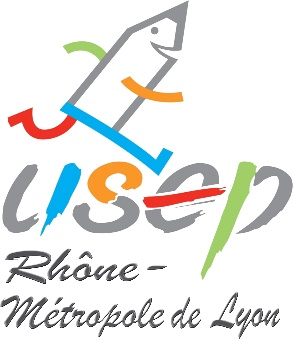 usep
Rhône -
Métropole de Lyon